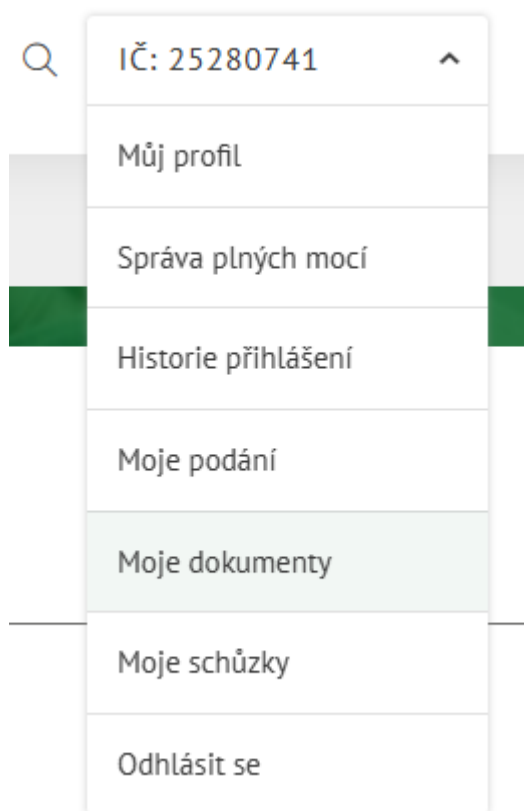 IČ: 25280741
Můj profil
Správa plných mocí
Historie přihlášení
Moje podání
Moje dokumenty
Moje schůzky
Odhlásit se